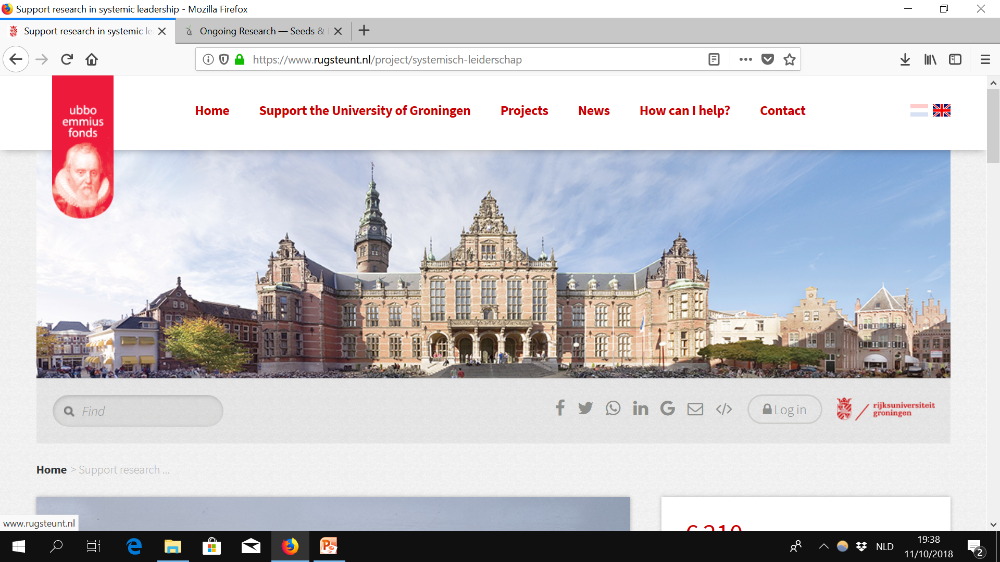 Support research in systemic leadership - Mozilla Firefox
Support research in systemic le
Ongoing Research — Seeds &
https://www.rugsteunt.nl/project/systemisch-leiderschap
ubbo
emmius
fonds
Home Support the University of Groningen Projects News How can I help? Contact
Find
Log in
rijksuniversiteit
groningen
Home > Support research ...
€ 210
www.rugsteunt.nl
19:38
NLD
11/10/2018
2